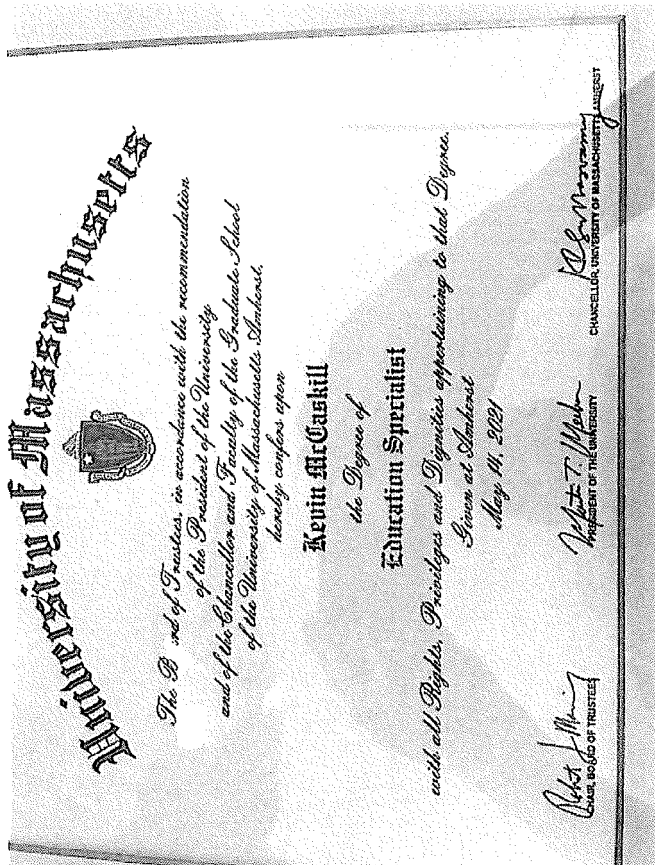 University of Massachusetts
The B rd of Trustees, in accordance with the recommendation
of the President of the University
and of the Chancellor and Faculty of the Graduate School
of the University of Massachusetts Amherst,
hereby confers upon
Kevin McCaskill
the Degree of
Education Specialist
with all Rights, Privileges and Dignities appertaining to that Degree.
Given at Amherst
May 14, 2021
CHAIR, BOARD OF TRUSTEES
PRESIDENT OF THE UNIVERSITY
CHANCELLOR, UNIVERSITY OF MASSACHUSETTS AMHERST